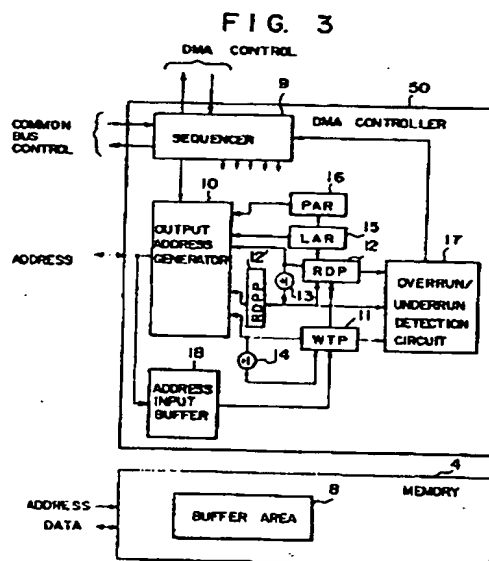 FIG. 3
DMA CONTROL
50
9
DMA CONTROLLER
COMMON
BUS
CONTROL
SEQUENCER
10
16
PAR
15
LAR
12
17
OUTPUT
ADDRESS
GENERATOR
12'
RDP
ADDRESS
RDPP
+1
13
OVERRUN/
UNDERRUN
DETECTION
CIRCUIT
11
WTP
18
+1
14
ADDRESS
INPUT
BUFFER
4
MEMORY
8
ADDRESS
DATA
BUFFER AREA